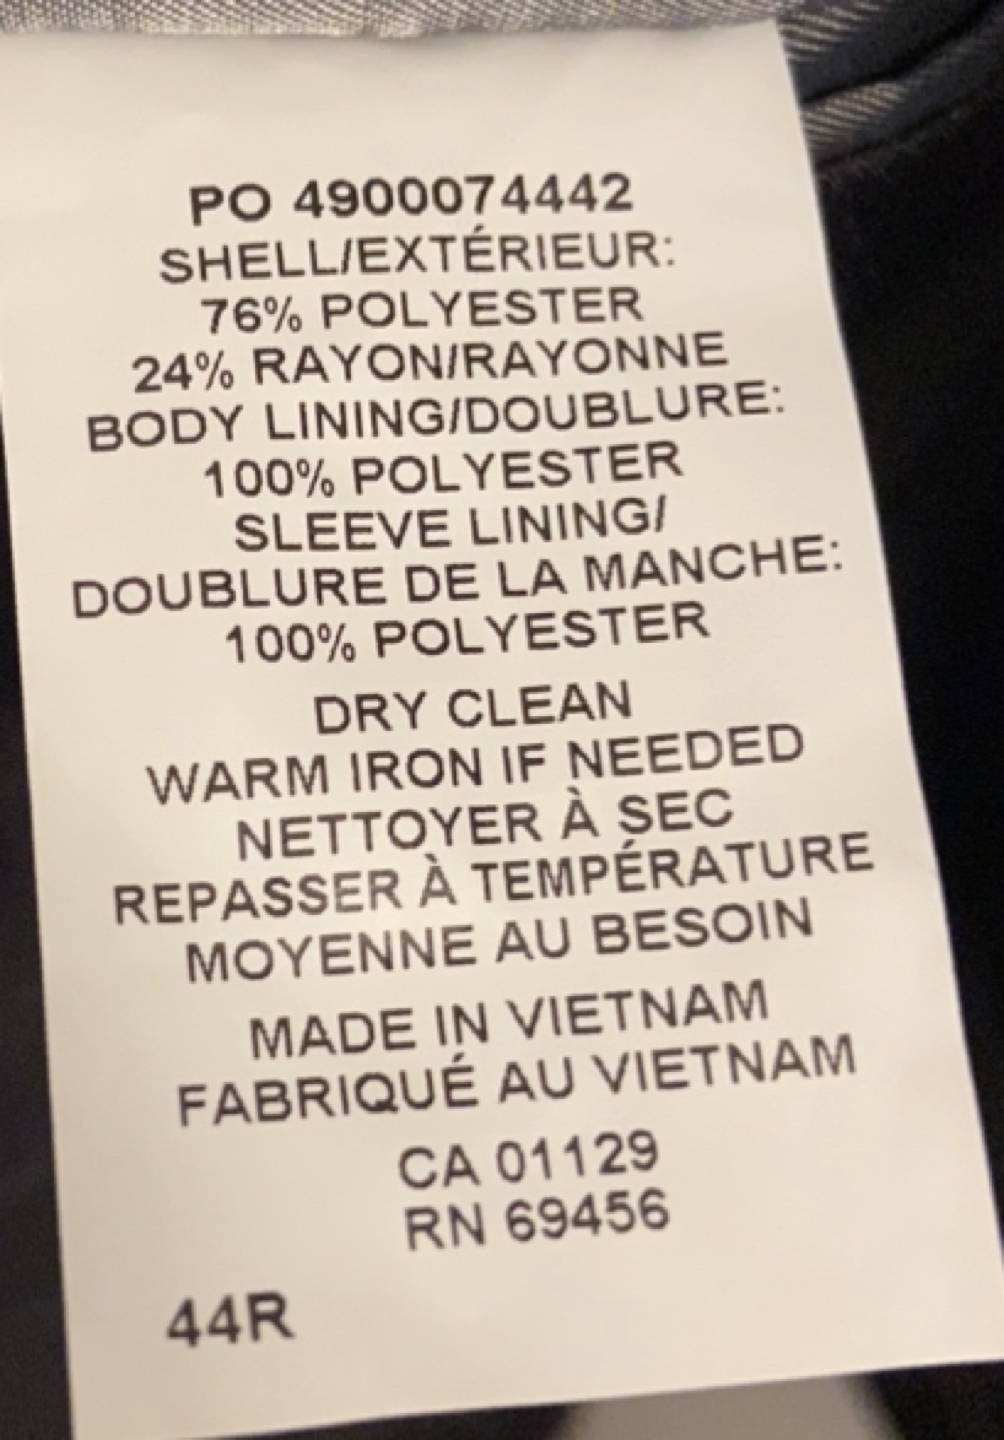 PO 4900074442
SHELL/EXTÉRIEUR:
76% POLYESTER
24% RAYON/RAYONNE
BODY LINING/DOUBLURE:
100% POLYESTER
SLEEVE LINING/
DOUBLURE DE LA MANCHE:
100% POLYESTER
DRY CLEAN
WARM IRON IF NEEDED
NETTOYER À SEC
REPASSER À TEMPÉRATURE
MOYENNE AU BESOIN
MADE IN VIETNAM
FABRIQUÉ AU VIETNAM
CA 01129
RN 69456
44R